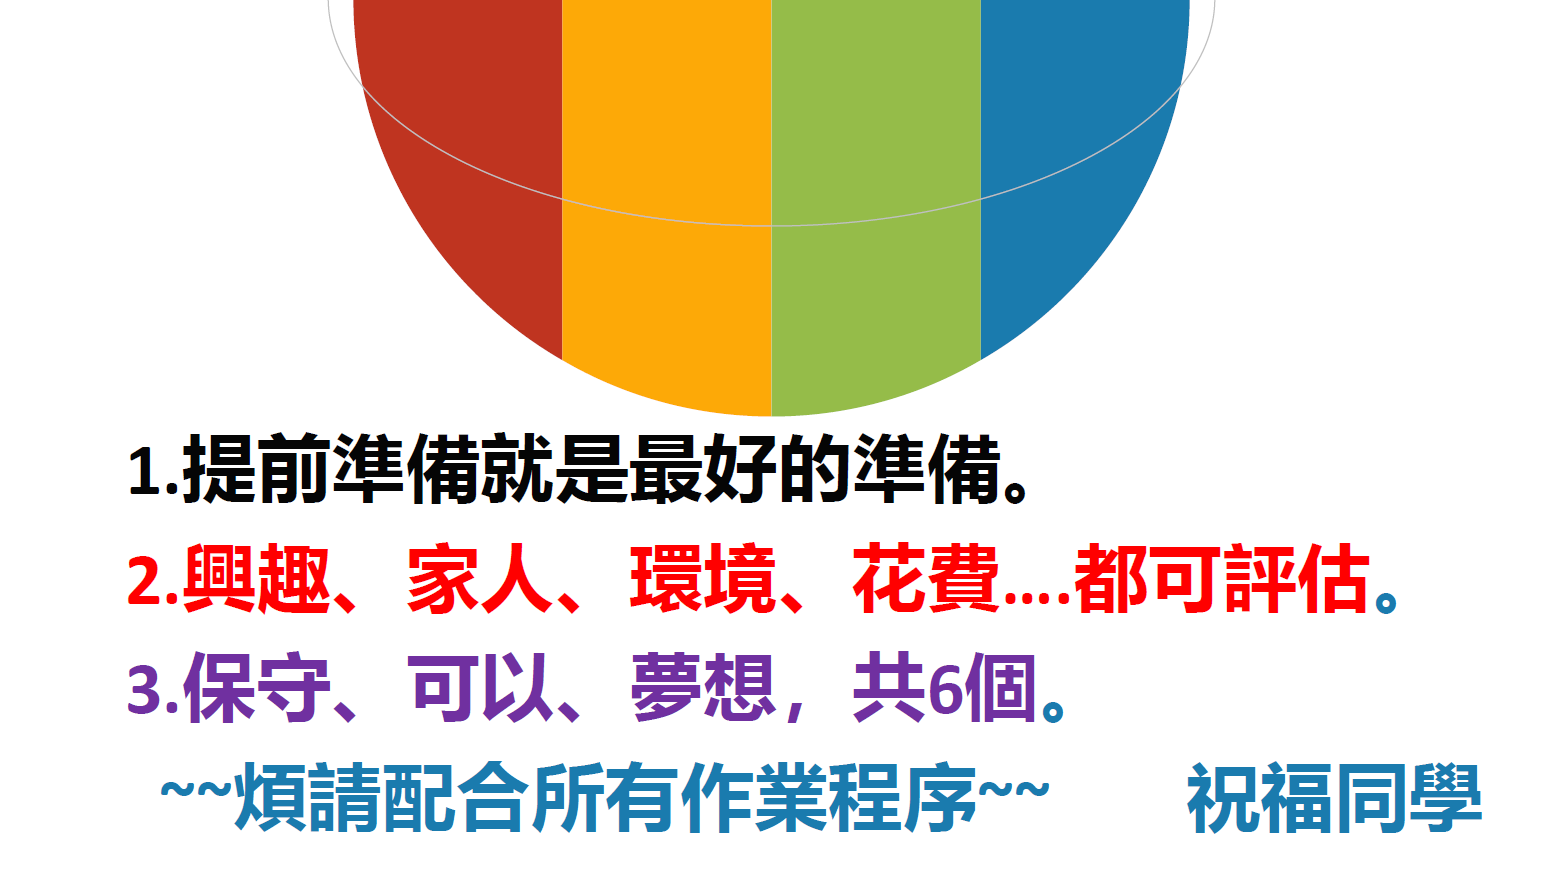 1.提前準備就是最好的準備。
2.興趣、家人、環境、花費....都可評估。
3.保守、可以、夢想，共6個。
~~煩請配合所有作業程序~~ 祝福同學